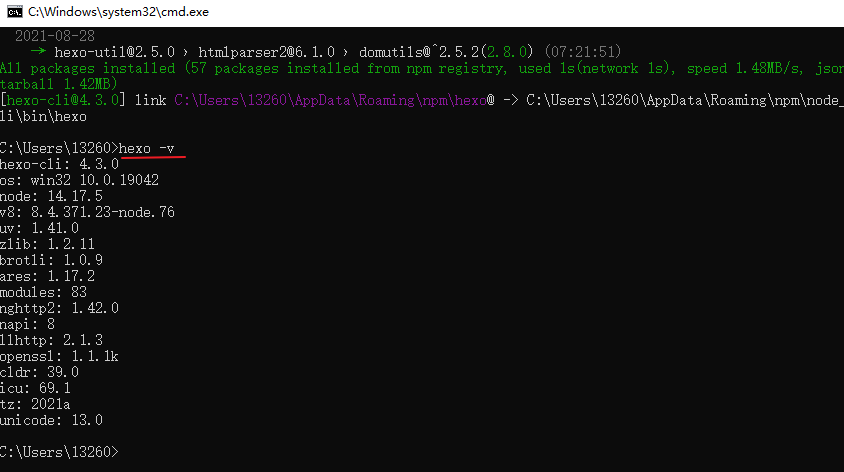 C:\Windows\system32\cmd.exe
2021-08-28
→ hexo-util@2.5.0 › htmlparser2@6.1.0 › domutils@^2.5.2(2.8.0) (07:21:51)
All packages installed (57 packages installed from npm registry, used 1s(network 1s), speed 1.48MB/s, json
tarball 1.42MB)
[hexo-cli@4.3.0] link C:\Users\13260\AppData\Roaming\npm\hexo@ -> C:\Users\13260\AppData\Roaming\npm\node_
li\bin\hexo
C:\Users\13260>hexo -v
hexo-cli: 4.3.0
os: win32 10.0.19042
node: 14.17.5
v8: 8.4.371.23-node.76
uv: 1.41.0
zlib: 1.2.11
brotli: 1.0.9
ares: 1.17.2
modules: 83
nghttp2: 1.42.0
napi: 8
llhttp: 2.1.3
openssl: 1.1.1k
cldr: 39.0
icu: 69.1
tz: 2021a
unicode: 13.0
C:\Users\13260>